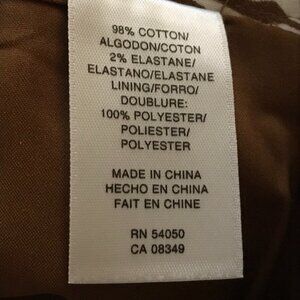 98% COTTON/
ALGODON/COTON
2% ELASTANE/
ELASTANO/ELASTANE
LINING/FORRO/
DOUBLURE:
100% POLYESTER/
POLIESTER/
POLYESTER
MADE IN CHINA
HECHO EN CHINA
FAIT EN CHINE
RN 54050
CA 08349